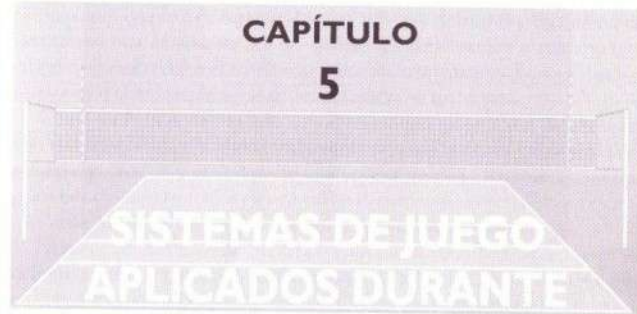 CAPÍTULO
5
SISTEMAS DE JUEGO
APLICADOS DURANTE